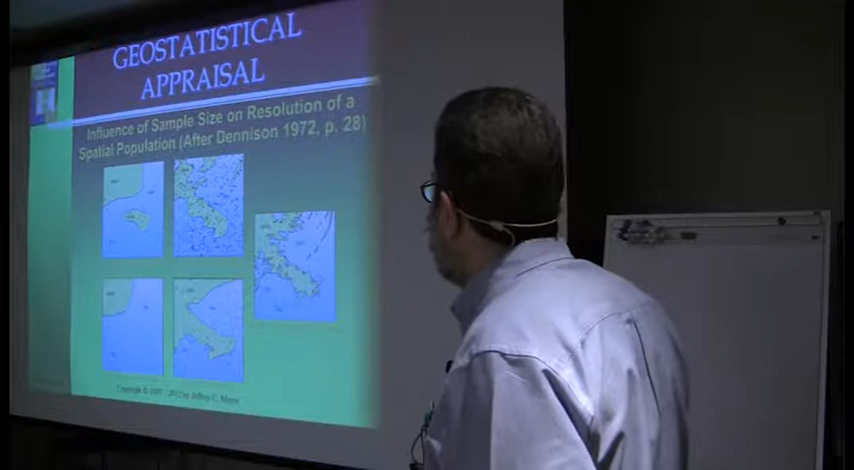 GEOSTATISTICAL
APPRAISAL
Influence of Sample Size on Resolution of a
Spatial Population (After Dennison 1972, p. 28)